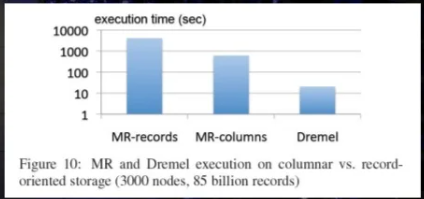 execution time (sec)
10000
1000
100
10
1
MR-records MR-columns Dremel
Figure 10: MR and Dremel execution on columnar vs. record-
oriented storage (3000 nodes, 85 billion records)